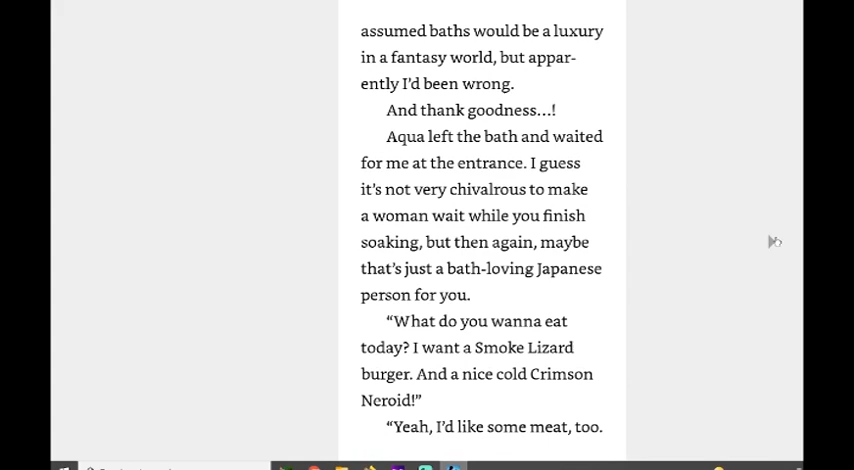 assumed baths would be a luxury
in a fantasy world, but appar-
ently I'd been wrong.
And thank goodness…!
Aqua left the bath and waited
for me at the entrance. I guess
it's not very chivalrous to make
a woman wait while you finish
soaking, but then again, maybe
that's just a bath-loving Japanese
person for you.
“What do you wanna eat
today? I want a Smoke Lizard
burger. And a nice cold Crimson
Neroid!”
“Yeah, I'd like some meat, too.